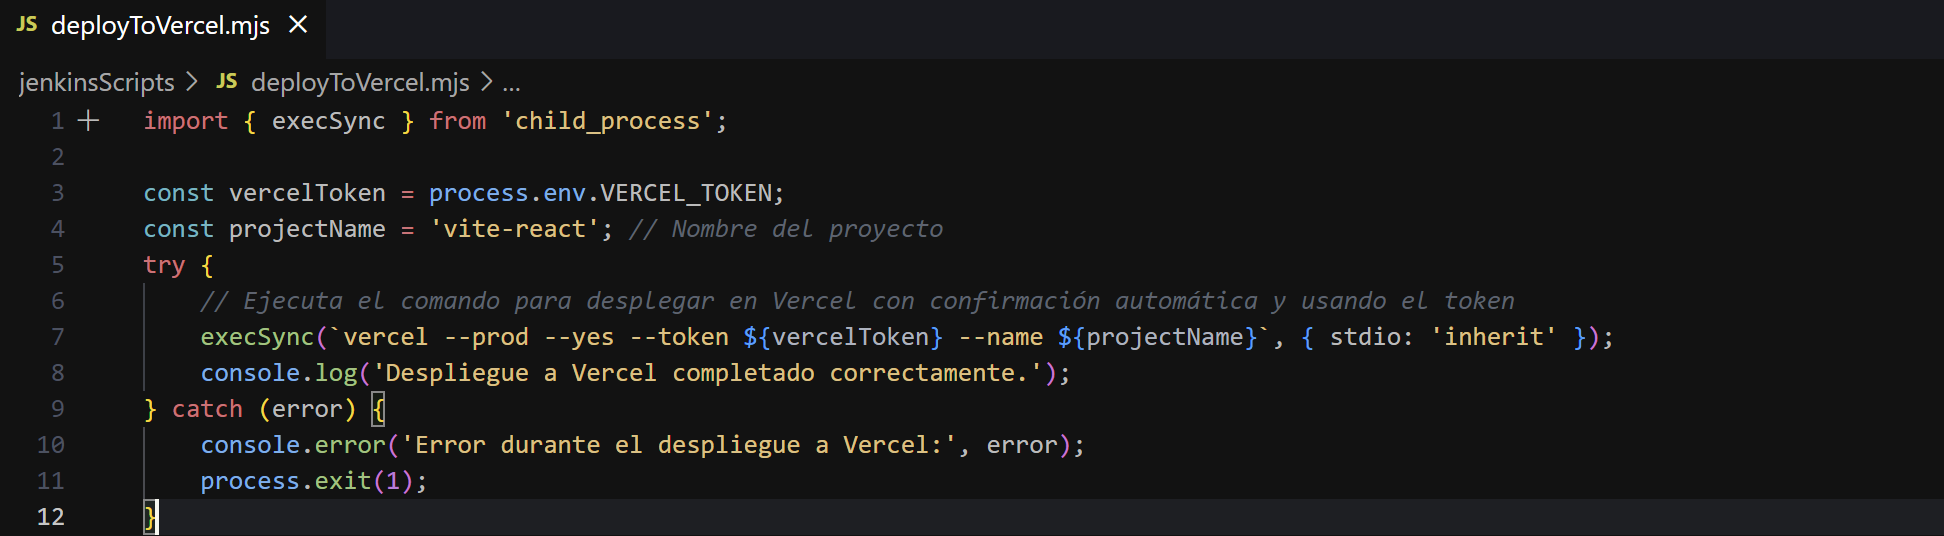 JS deployToVercel.mjs ×
jenkinsScripts > JS deployToVercel.mjs > ...
1 + import { execSync } from 'child_process';
2
3 const vercelToken = process.env.VERCEL_TOKEN;
4 const projectName = 'vite-react'; // Nombre del proyecto
5 try {
6 // Ejecuta el comando para desplegar en Vercel con confirmación automática y usando el token
7 execSync(`vercel --prod --yes --token ${vercelToken} --name ${projectName}`, { stdio: 'inherit' });
8 console.log('Despliegue a Vercel completado correctamente.');
9 } catch (error) {
10 console.error('Error durante el despliegue a Vercel:', error);
11 process.exit(1);
12 }